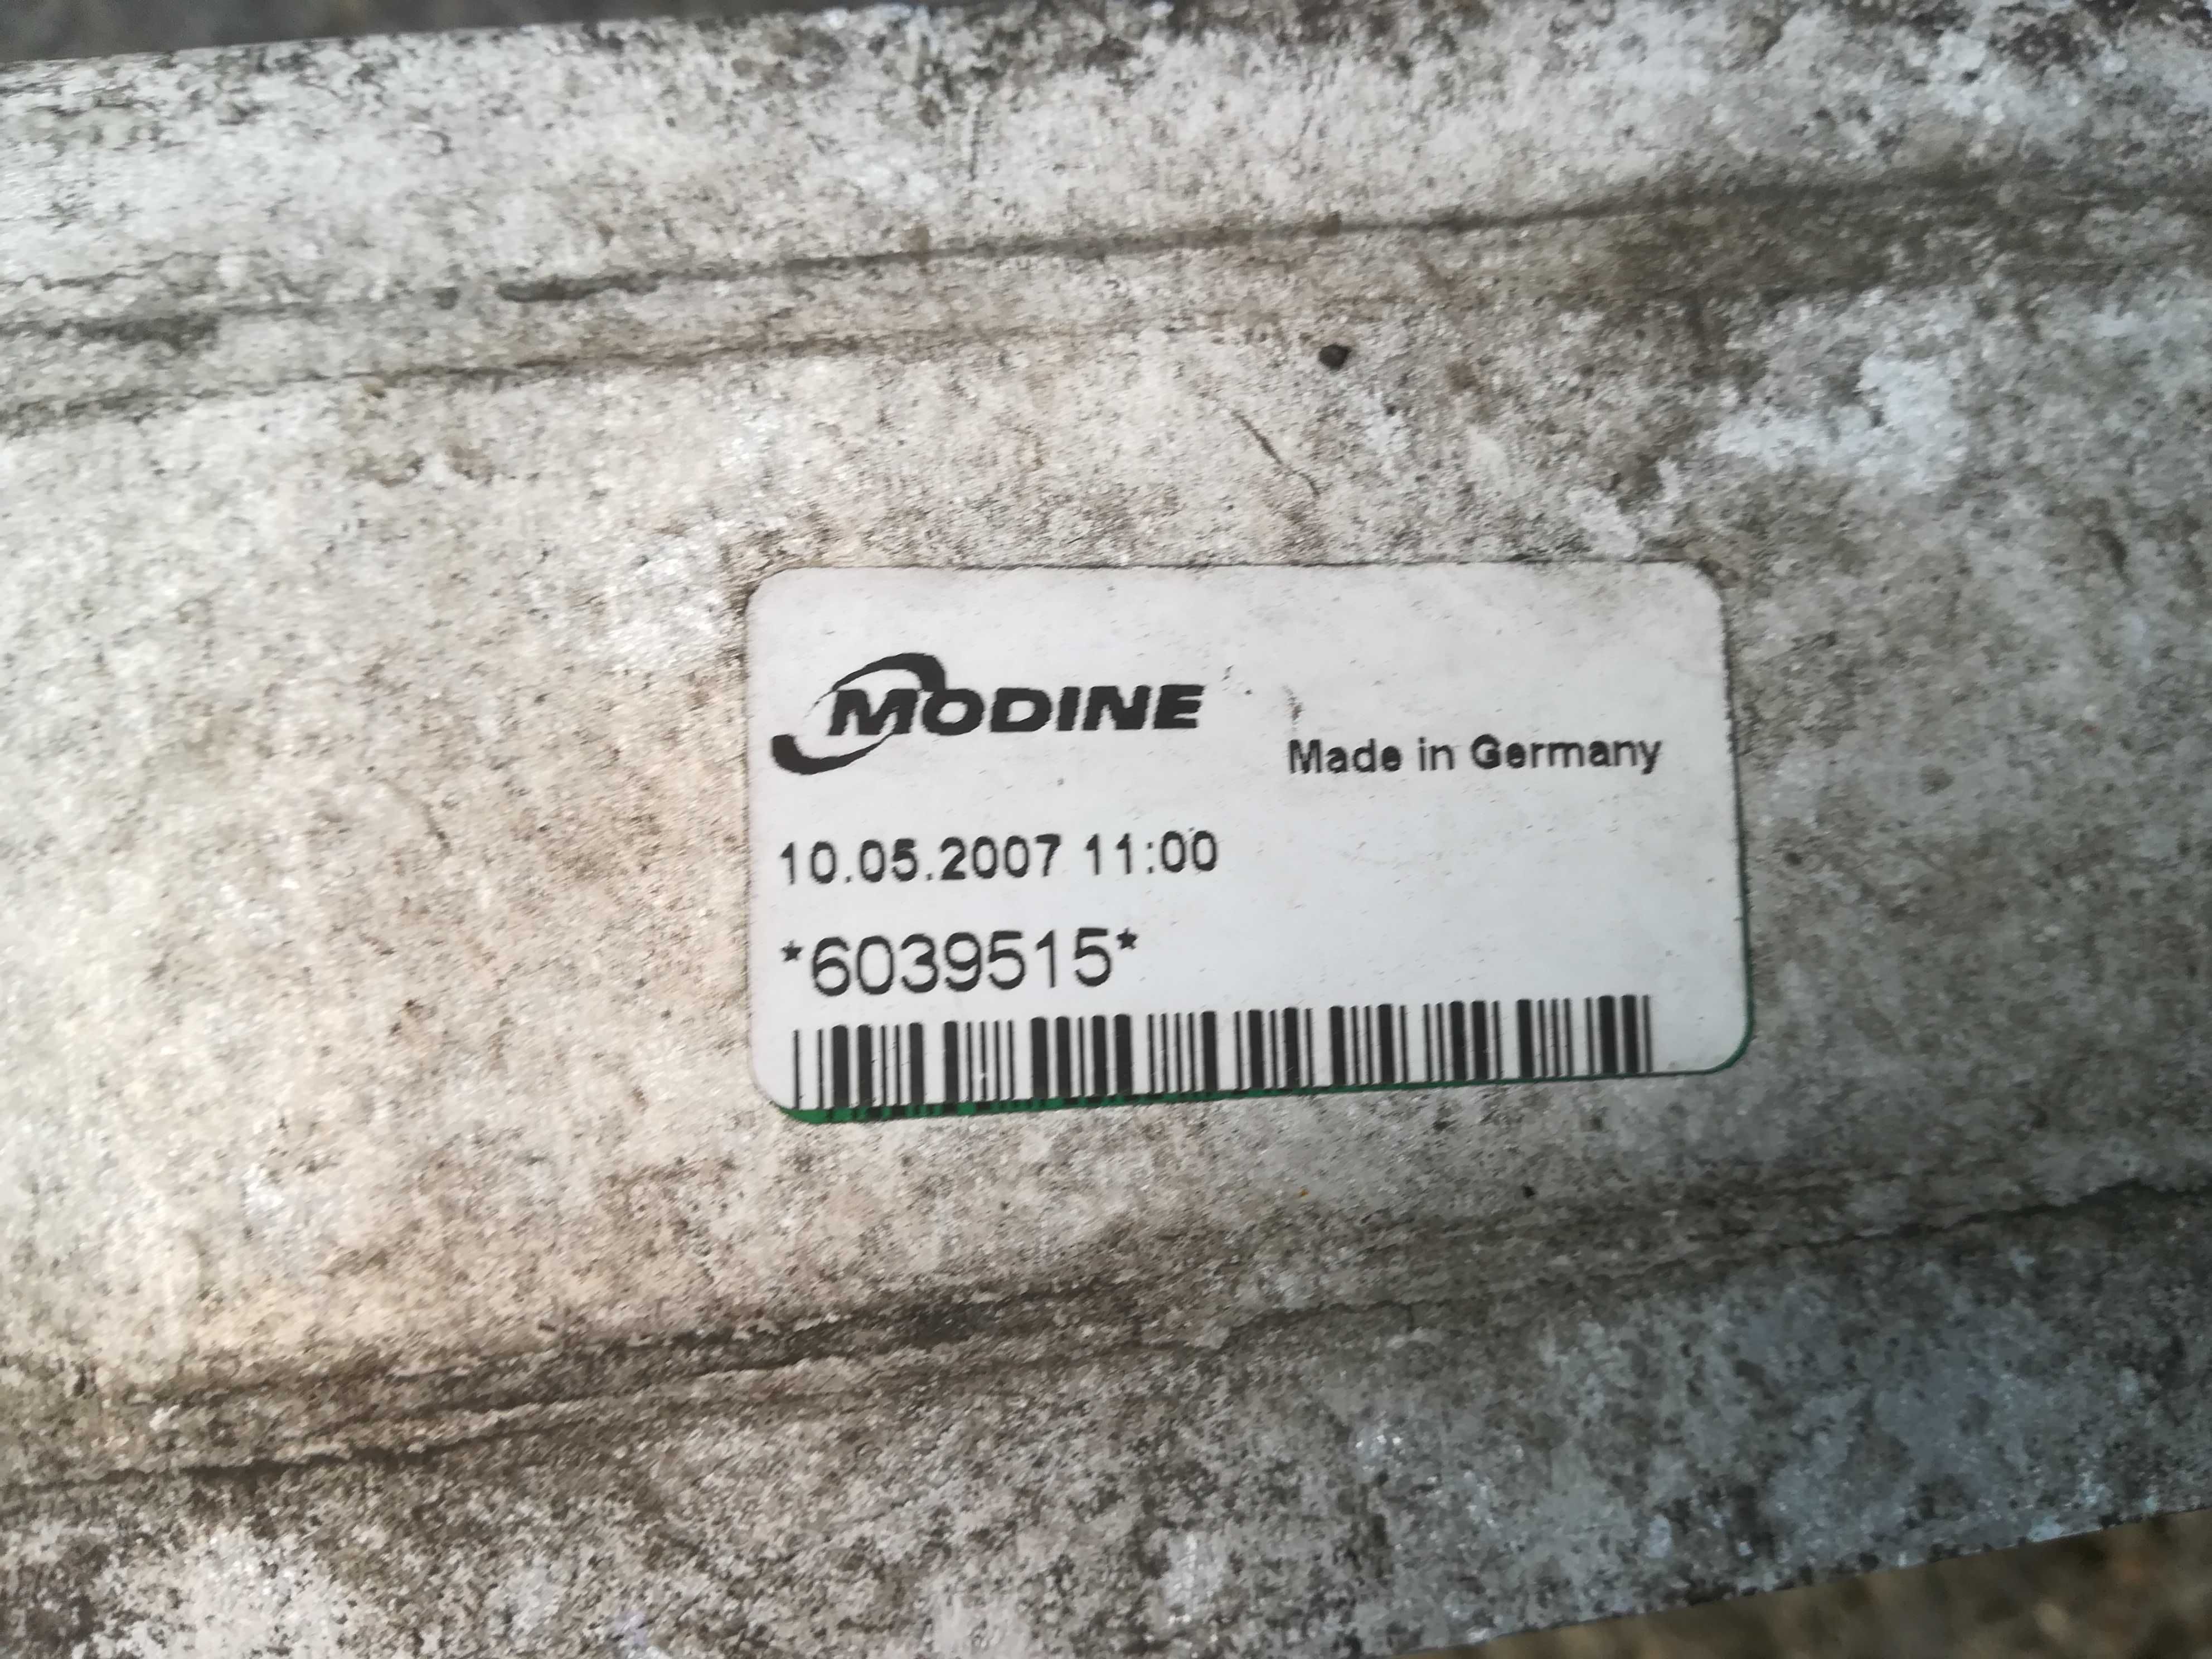 MODINE
Made in Germany
10.05.2007 11:00
*6039515*